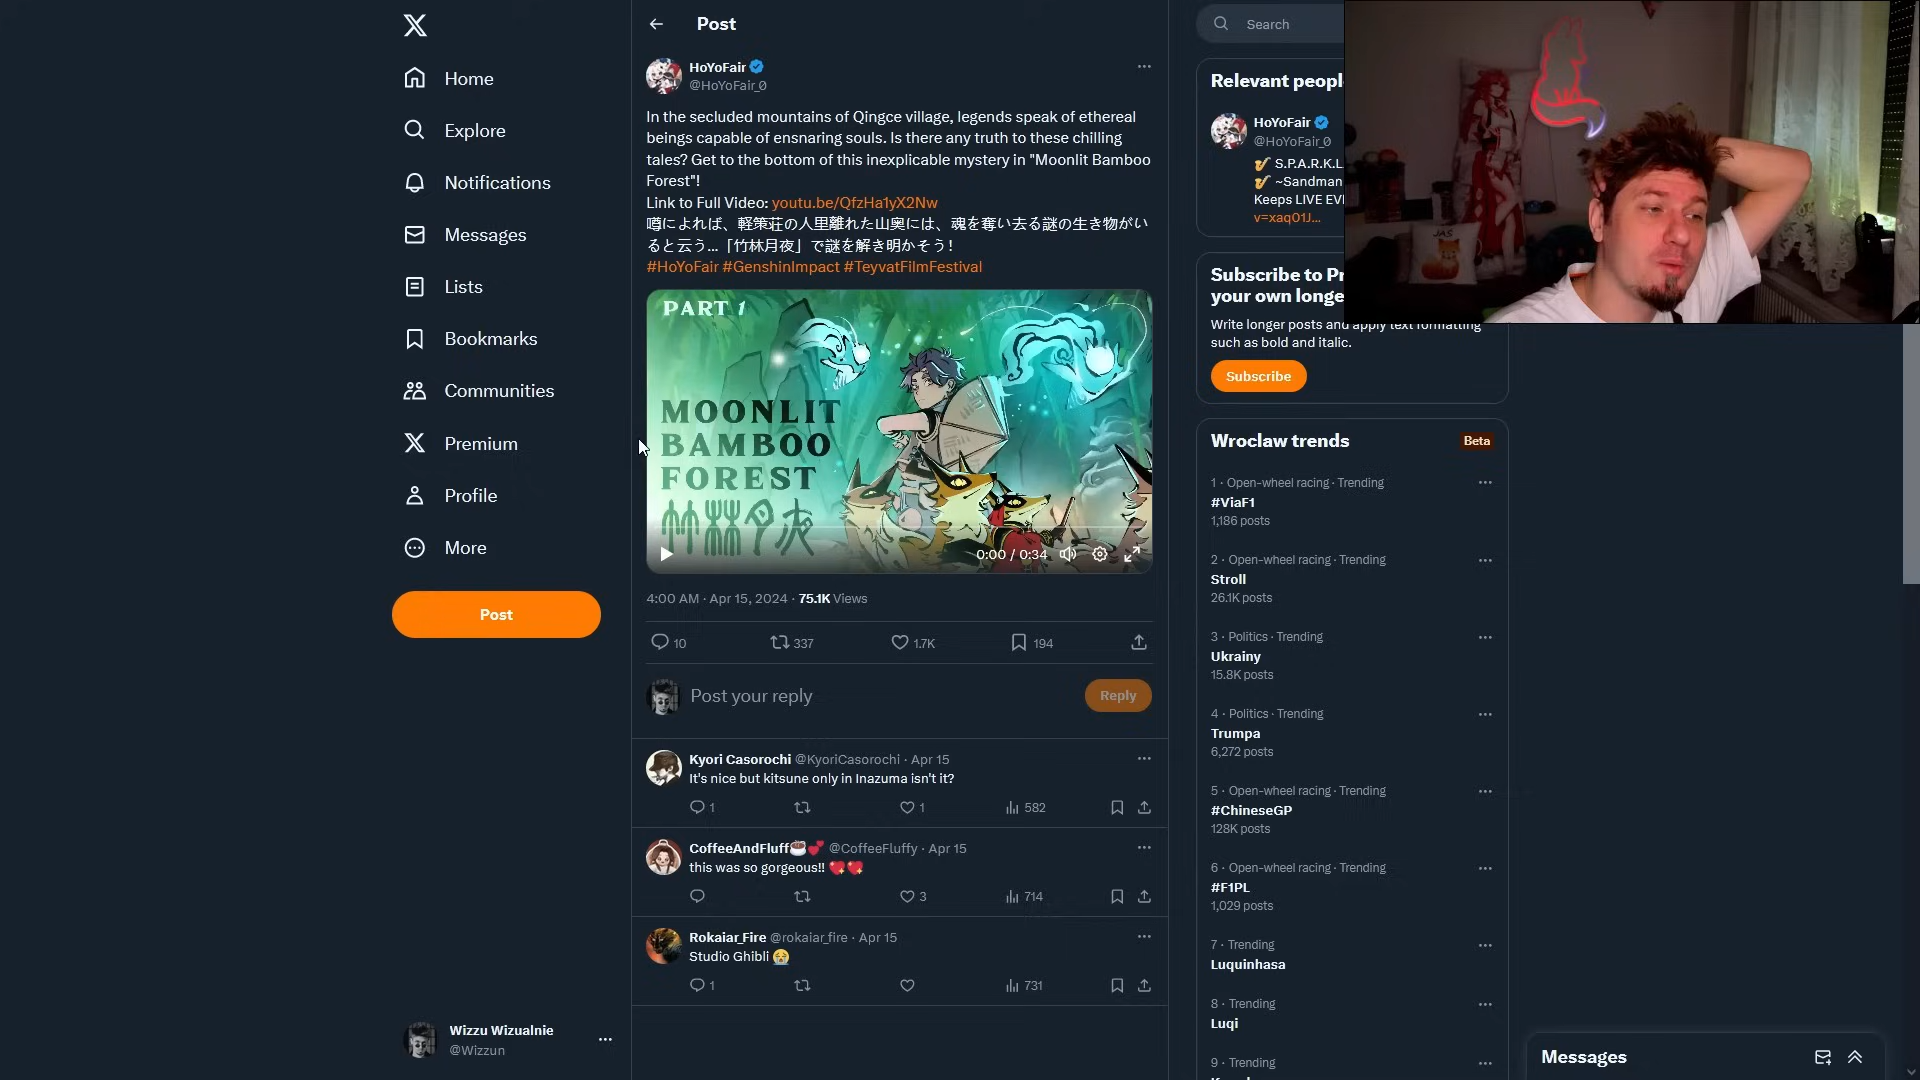 Home
Explore
Notifications
Messages
Lists
Bookmarks
Communities
Premium
Profile
More
Post
Wizzu Wizualnie
@Wizzun
Post
HoYoFair
@HoYoFair_0
In the secluded mountains of Qingce village, legends speak of ethereal
beings capable of ensnaring souls. Is there any truth to these chilling
tales? Get to the bottom of this inexplicable mystery in "Moonlit Bamboo
Forest"!
Link to Full Video: youtu.be/QfzHa1yX2Nw
噂によれば、軽策荘の人里離れた山奥には、魂を奪い去る謎の生き物がい
ると云う...「竹林月夜」で謎を解き明かそう！
#HoYoFair #GenshinImpact #TeyvatFilmFestival
PART 1
MOONLIT
BAMBOO
FOREST
竹林月夜
0:00 / 0:34
4:00 AM · Apr 15, 2024 · 75.1K Views
10
337
1.7K
194
Post your reply
Reply
Kyori Casorochi @KyoriCasorochi · Apr 15
It's nice but kitsune only in Inazuma isn't it?
1
1
582
CoffeeAndFluff☕💕 @CoffeeFluffy · Apr 15
this was so gorgeous!! 💖💖
3
714
Rokaiar_Fire @rokaiar_fire · Apr 15
Studio Ghibli 😭
1
731
Search
Relevant peopl
HoYoFair
@HoYoFair_0
🎷 S.P.A.R.K.L
🎷 ~Sandman
Keeps LIVE EV
v=xaq01J...
Subscribe to Pr
your own longe
Write longer posts and apply text formatting
such as bold and italic.
Subscribe
Wroclaw trends
Beta
1 · Open-wheel racing · Trending
#ViaF1
1,186 posts
2 · Open-wheel racing · Trending
Stroll
26.1K posts
3 · Politics · Trending
Ukrainy
15.8K posts
4 · Politics · Trending
Trumpa
6,272 posts
5 · Open-wheel racing · Trending
#ChineseGP
128K posts
6 · Open-wheel racing · Trending
#F1PL
1,029 posts
7 · Trending
Luquinhasa
8 · Trending
Luqi
9 · Trending
JAS
Messages